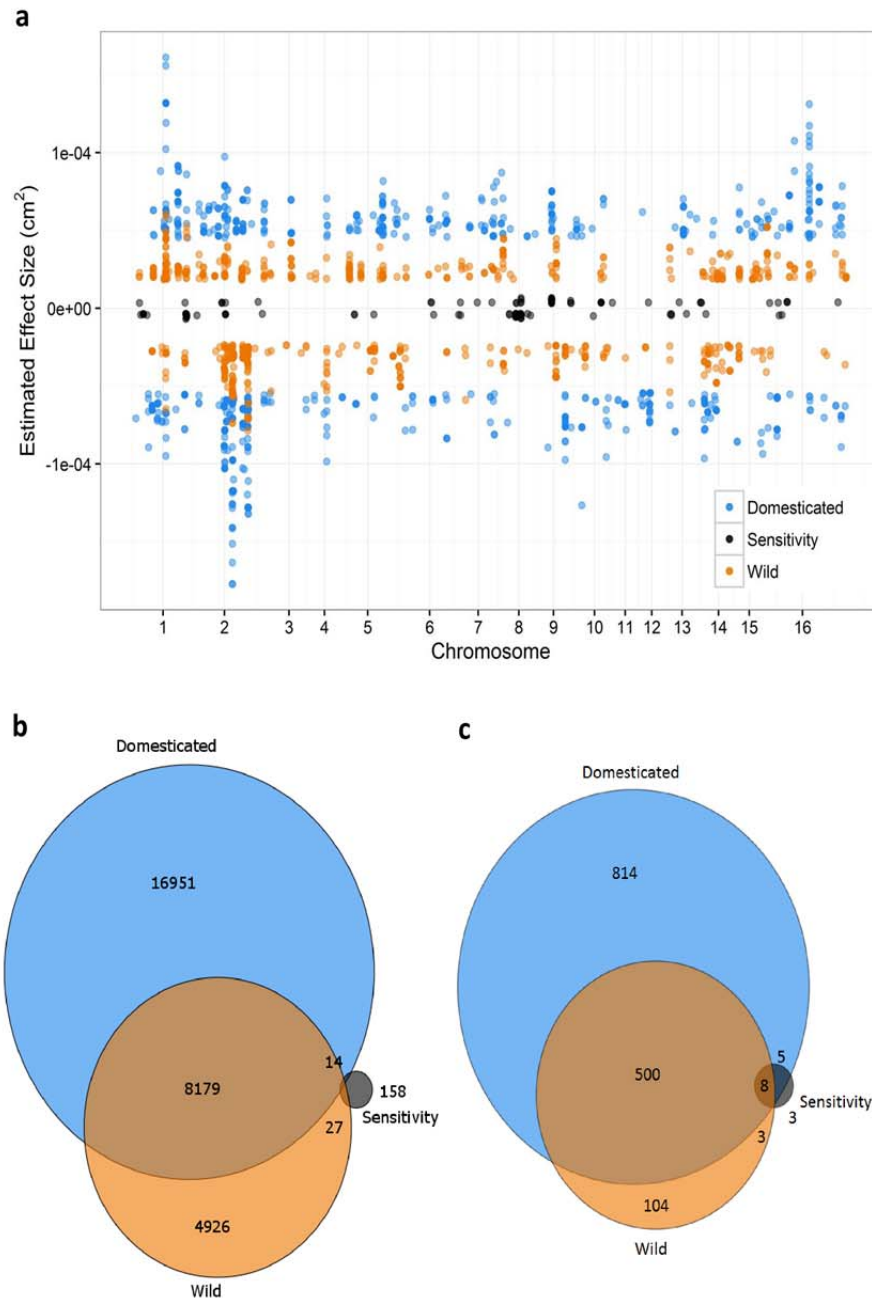 a
Estimated Effect Size (cm²)
1e-04
0e+00
-1e-04
Domesticated
Sensitivity
Wild
1 2 3 4 5 6 7 8 9 10 11 12 13 14 15 16
Chromosome
b
Domesticated
16951
14
8179
158
Sensitivity
27
4926
Wild
c
Domesticated
814
5
500
8
Sensitivity
3
3
104
Wild